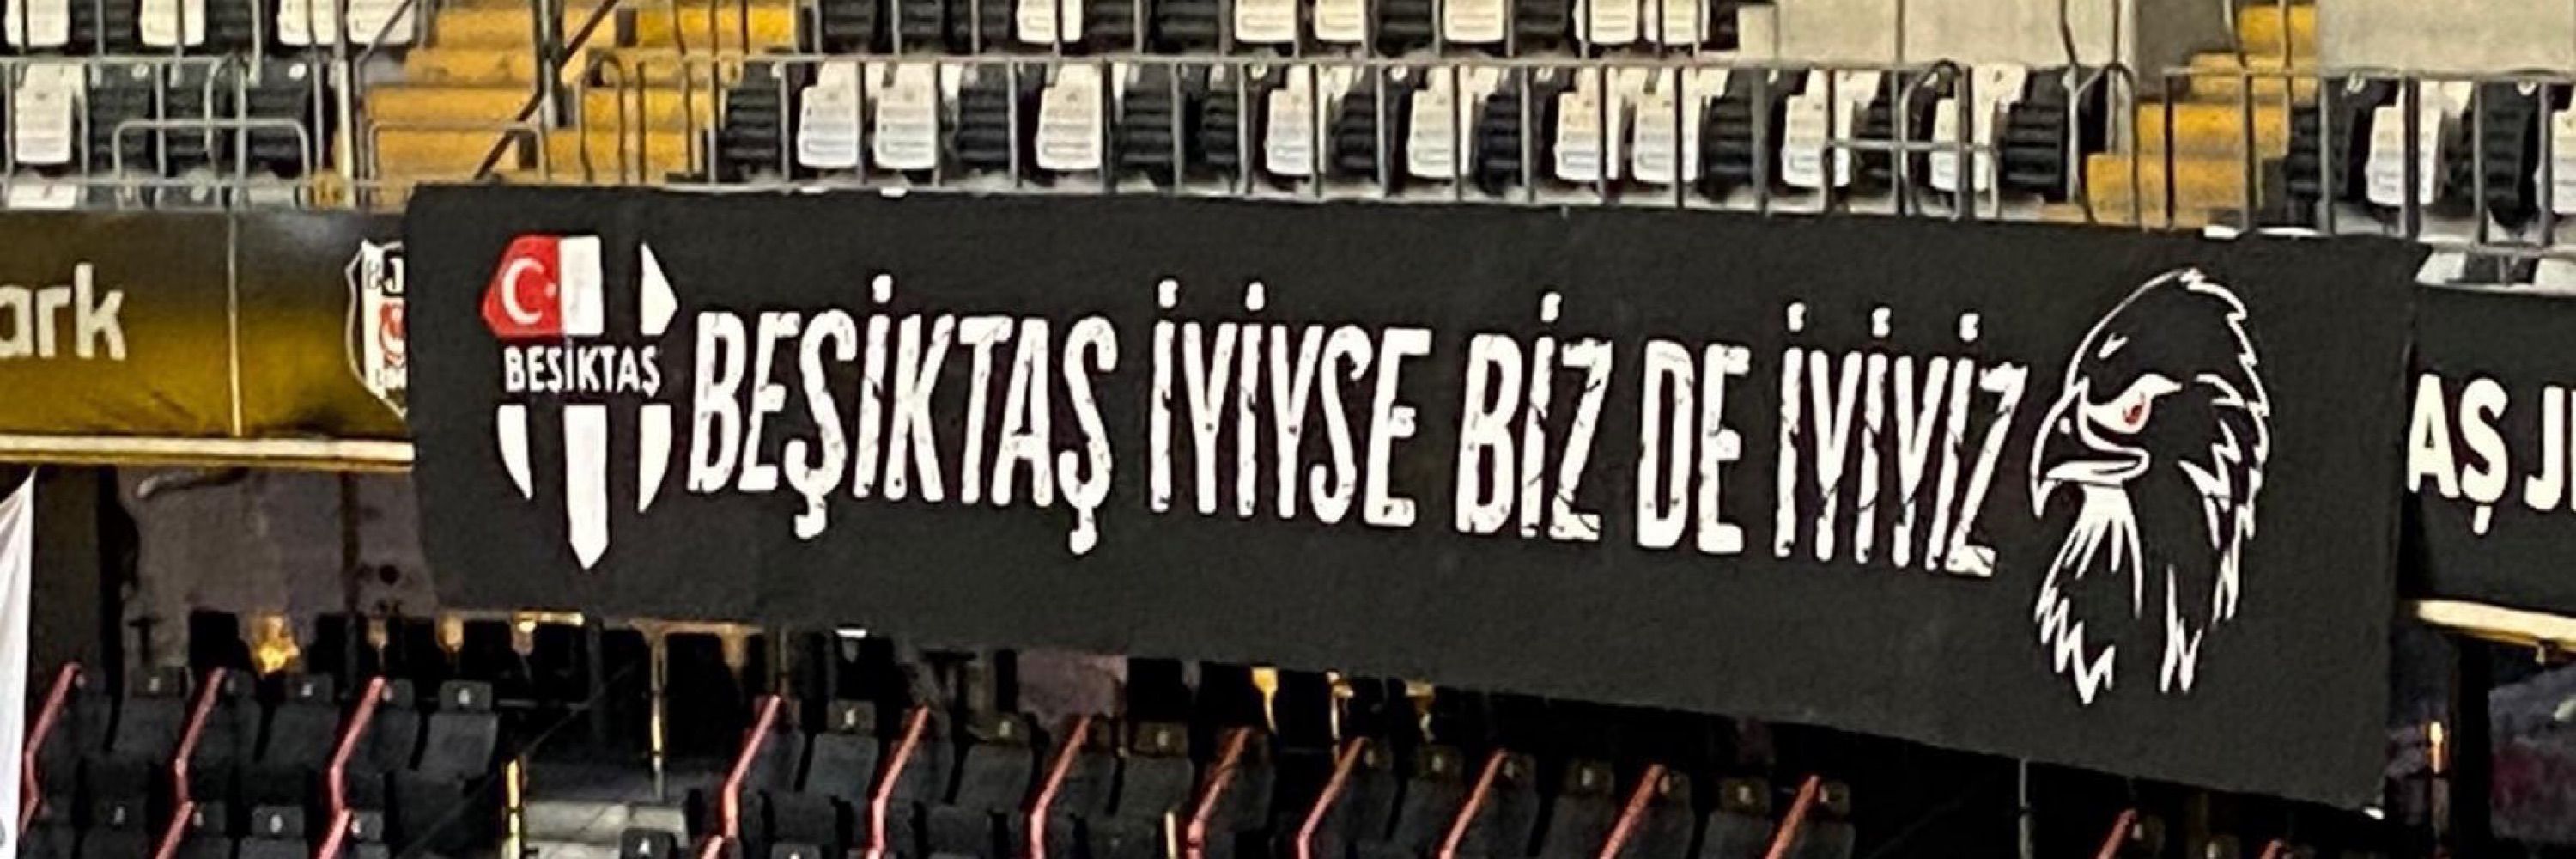 ark
BEŞİKTAŞ
BEŞİKTAŞ İYİYSE BİZ DE İYİYİZ
AŞ J